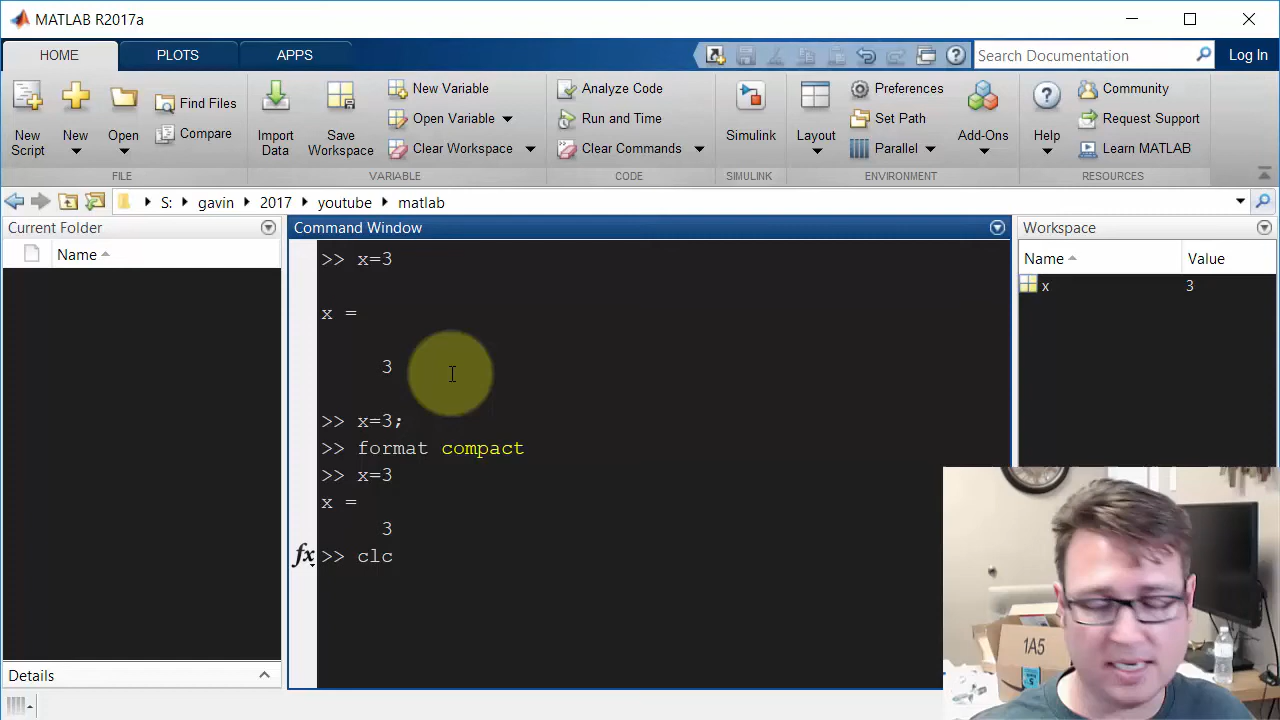 MATLAB R2017a
HOME PLOTS APPS
Search Documentation
Log In
New Script
New
Open
Find Files
Compare
FILE
Import Data
Save Workspace
New Variable
Open Variable
Clear Workspace
VARIABLE
Analyze Code
Run and Time
Clear Commands
CODE
Simulink
SIMULINK
Layout
Preferences
Set Path
Parallel
Add-Ons
ENVIRONMENT
Help
Community
Request Support
Learn MATLAB
RESOURCES
S: gavin 2017 youtube matlab
Current Folder
Name
Details
Command Window
>> x=3
x =
3
>> x=3;
>> format compact
>> x=3
x =
3
fx >> clc
Workspace
Name Value
x 3
1A5